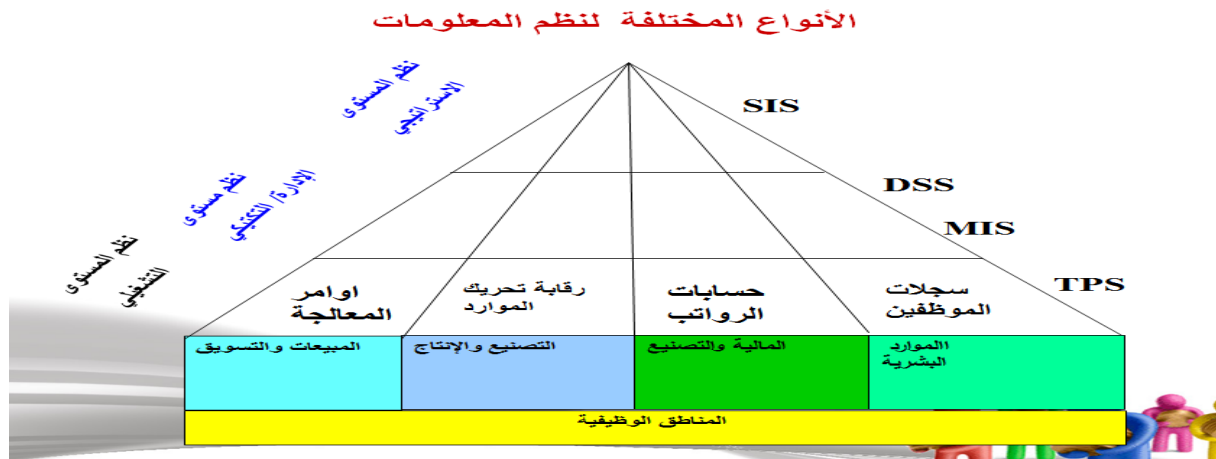 الأنواع المختلفة لنظم المعلومات
نظم المستوى
الاستراتيجي
SIS
نظم مستوى
الإدارة/ التكتيكي
DSS
MIS
نظم المستوى
التشغيلي
TPS
اوامر
المعالجة
رقابة تحريك
الموارد
حسابات
الرواتب
سجلات
الموظفين
المبيعات والتسويق
التصنيع والإنتاج
المالية والتصنيع
االموارد
البشرية
المناطق الوظيفية